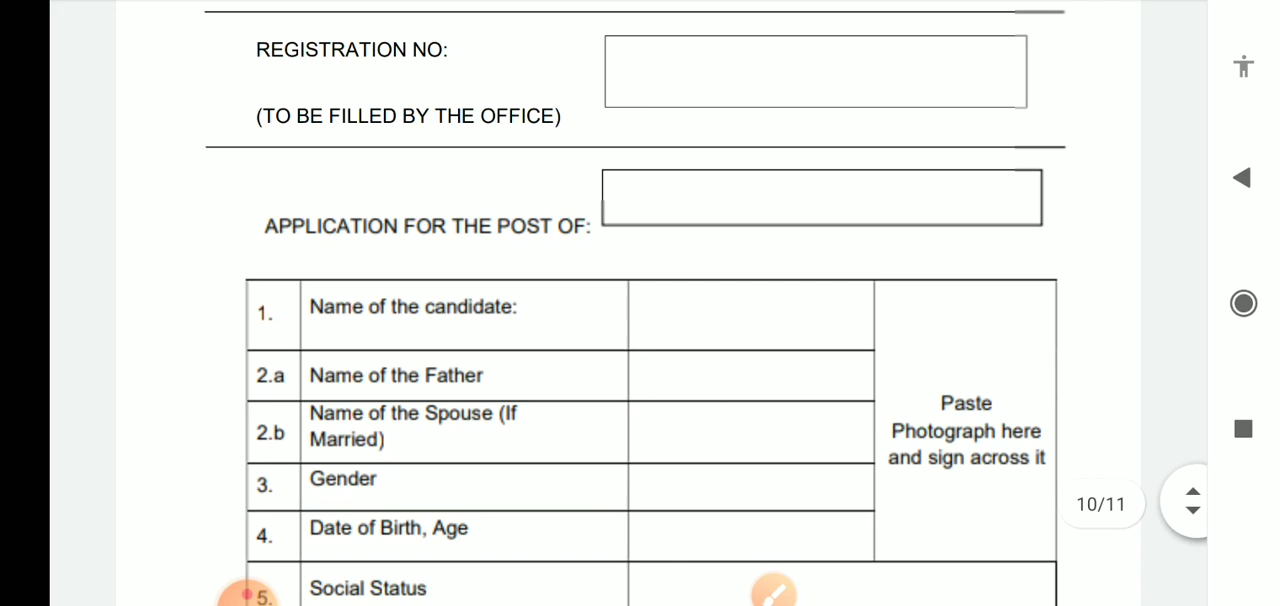 REGISTRATION NO:
(TO BE FILLED BY THE OFFICE)
APPLICATION FOR THE POST OF:
1. Name of the candidate:
2.a Name of the Father
2.b Name of the Spouse (If
Married)
3. Gender
4. Date of Birth, Age
Paste
Photograph here
and sign across it
5. Social Status
10/11